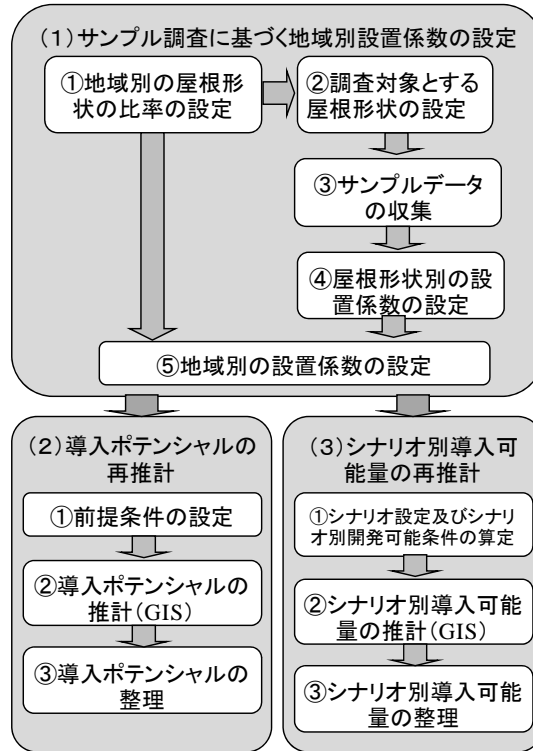 （1）サンプル調査に基づく地域別設置係数の設定
①地域別の屋根形
状の比率の設定
②調査対象とする
屋根形状の設定
③サンプルデータ
の収集
④屋根形状別の設
置係数の設定
⑤地域別の設置係数の設定
（2）導入ポテンシャルの
再推計
①前提条件の設定
②導入ポテンシャルの
推計（GIS）
③導入ポテンシャルの
整理
（3）シナリオ別導入可
能量の再推計
①シナリオ設定及びシナリ
オ別開発可能条件の算定
②シナリオ別導入可能
量の推計（GIS）
③シナリオ別導入可能
量の整理